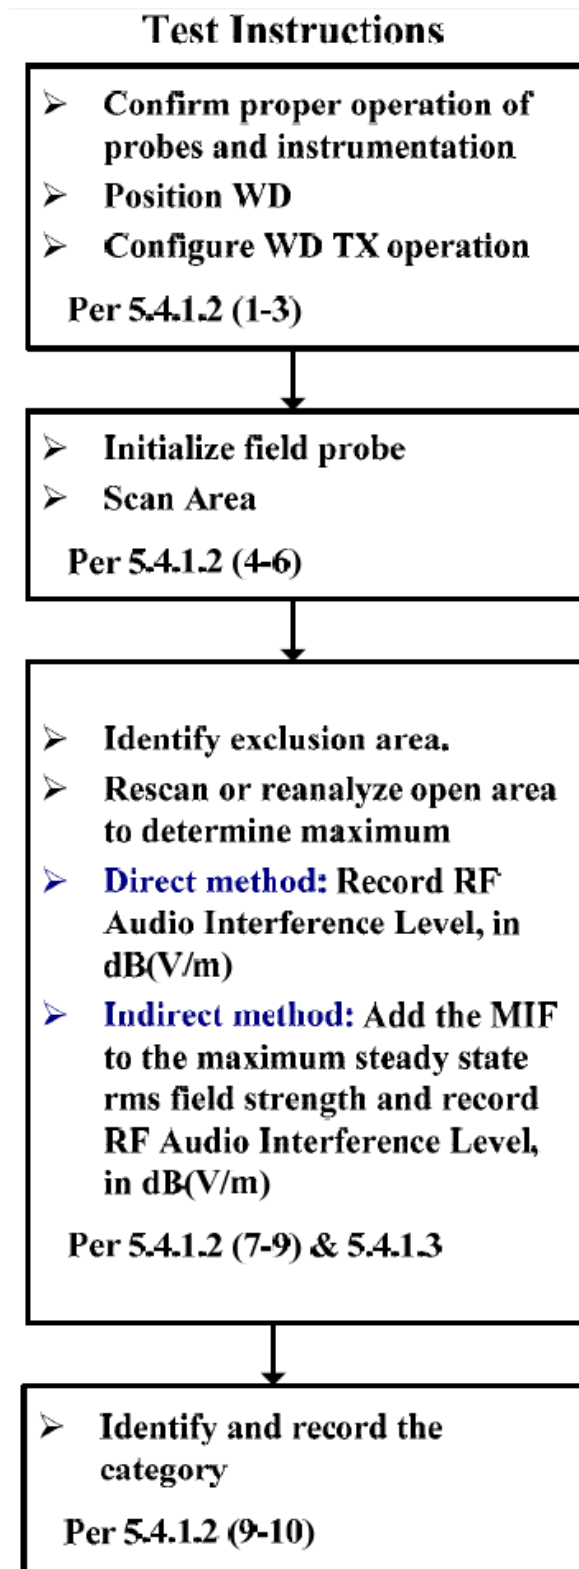 Test Instructions
➢ Confirm proper operation of
probes and instrumentation
➢ Position WD
➢ Configure WD TX operation
Per 5.4.1.2 (1-3)
➢ Initialize field probe
➢ Scan Area
Per 5.4.1.2 (4-6)
➢ Identify exclusion area.
➢ Rescan or reanalyze open area
to determine maximum
➢ Direct method: Record RF
Audio Interference Level, in
dB(V/m)
➢ Indirect method: Add the MIF
to the maximum steady state
rms field strength and record
RF Audio Interference Level,
in dB(V/m)
Per 5.4.1.2 (7-9) & 5.4.1.3
➢ Identify and record the
category
Per 5.4.1.2 (9-10)